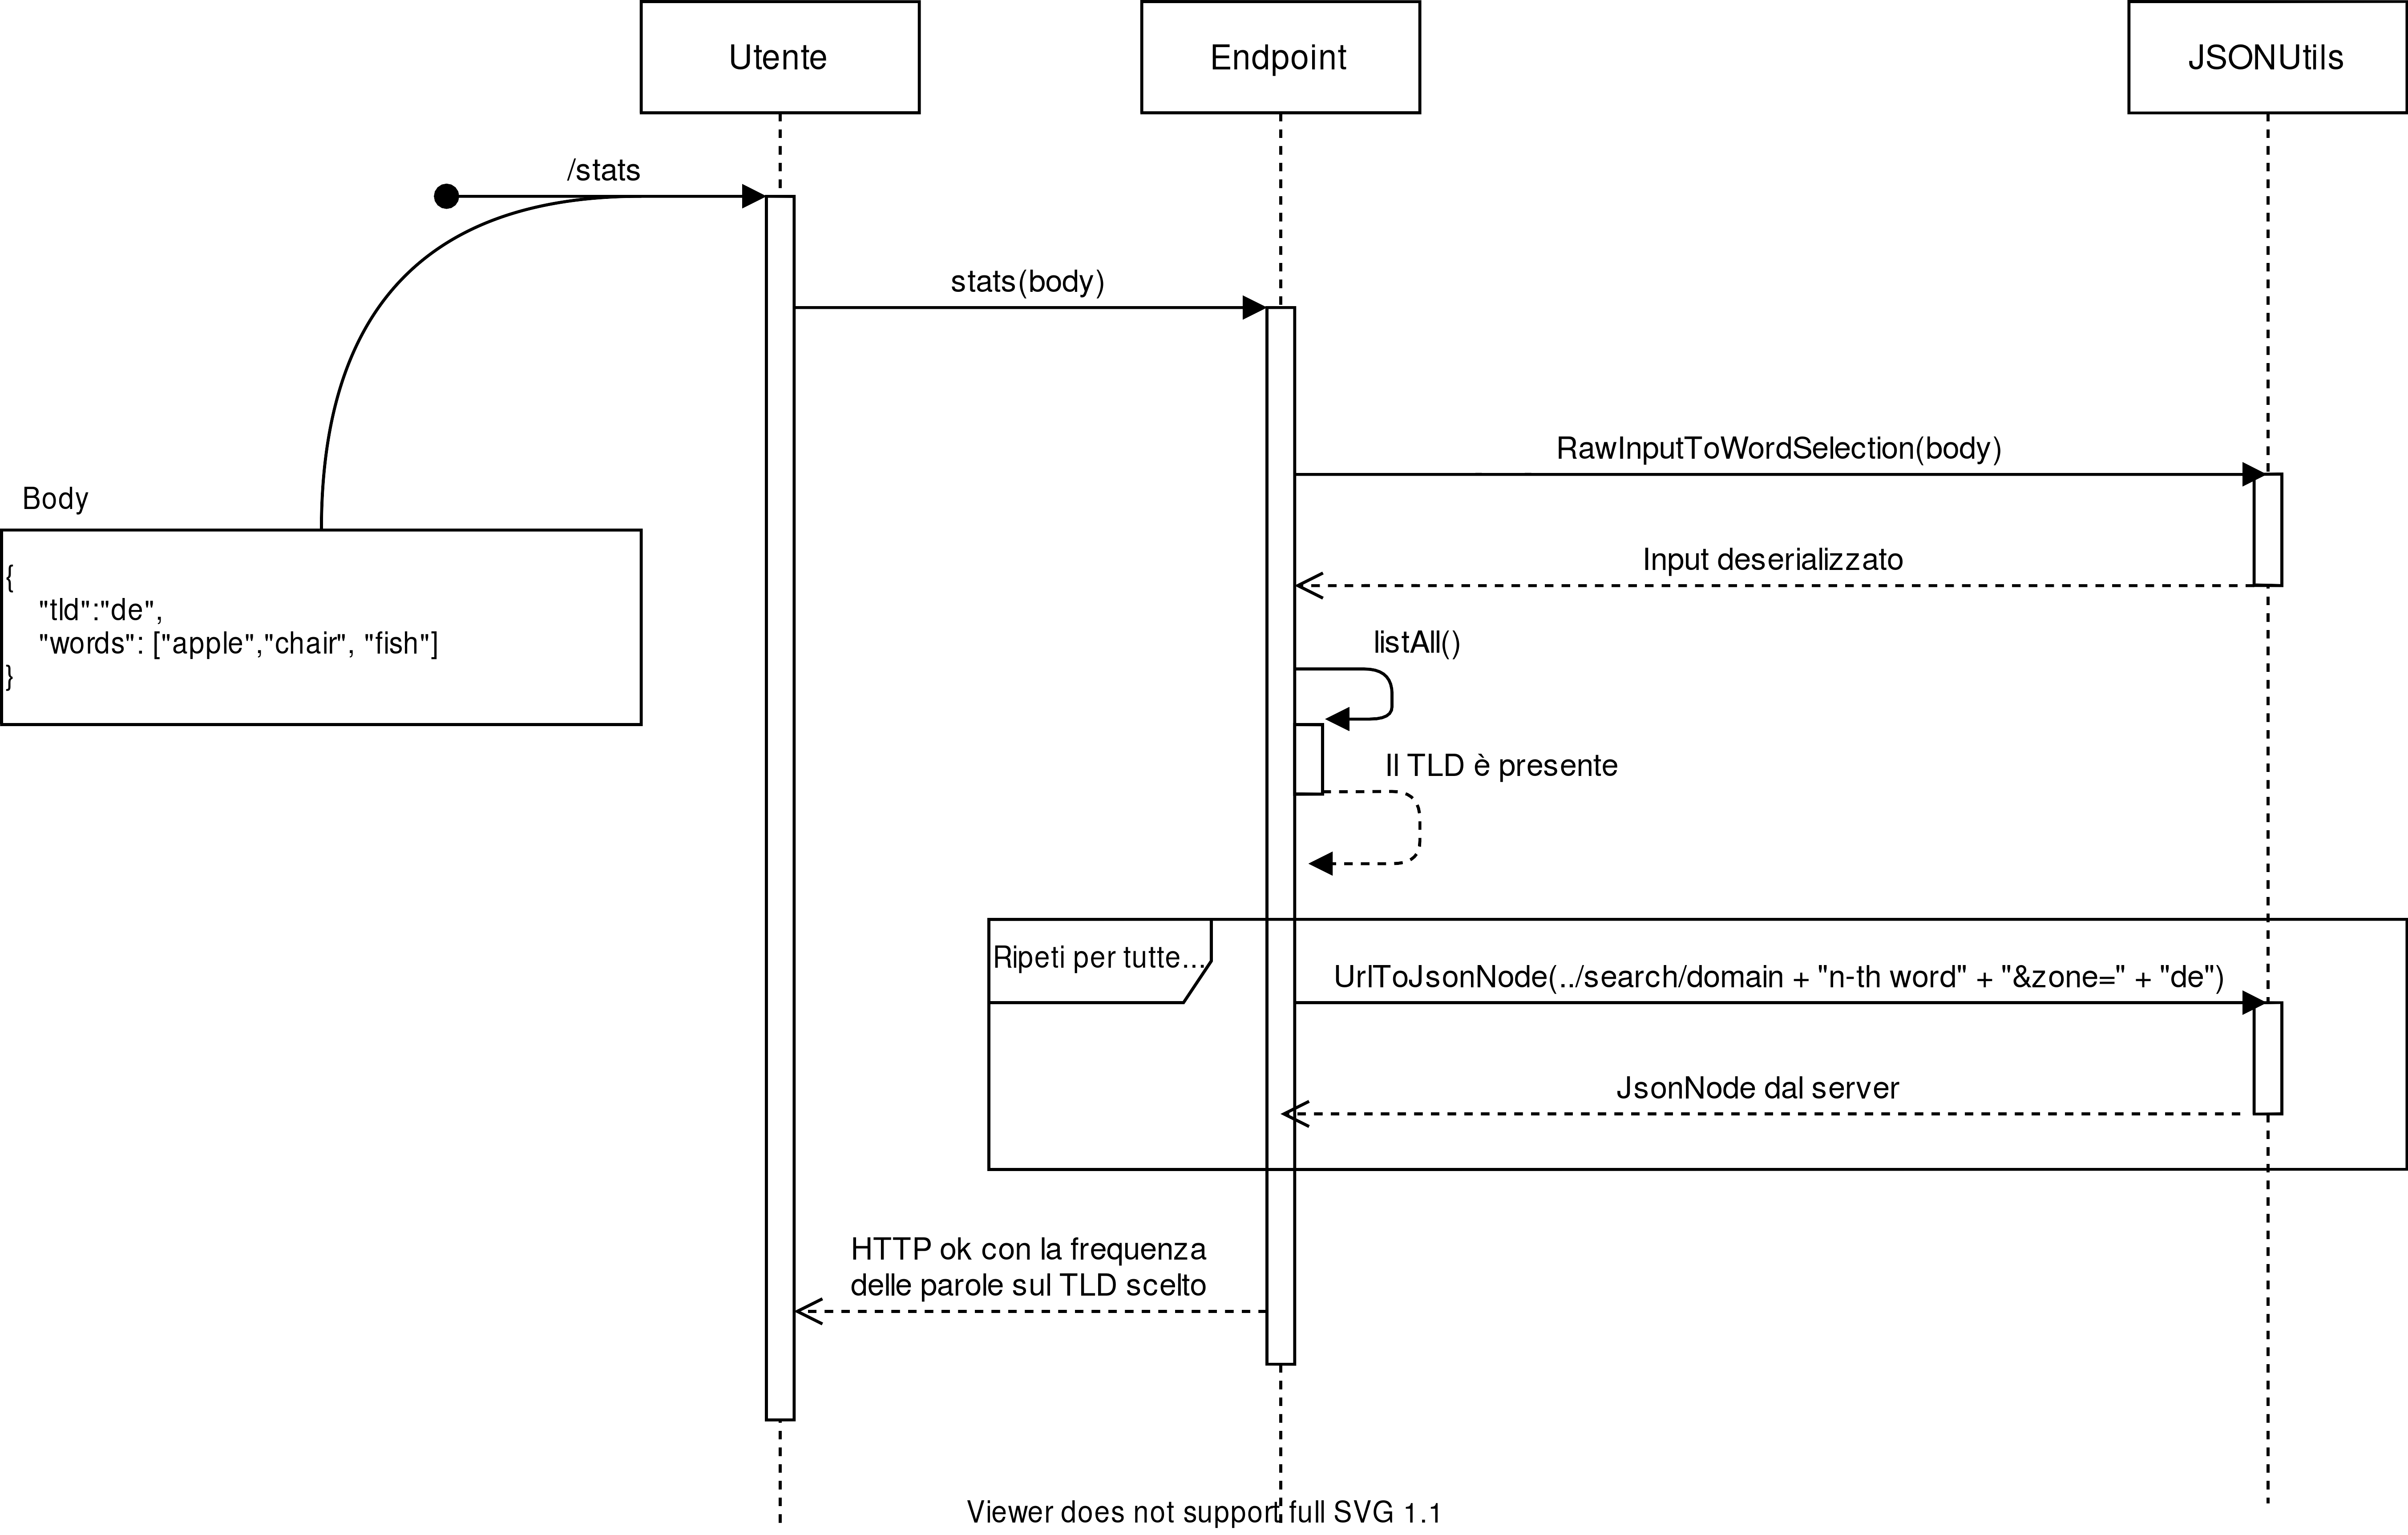 Utente
Endpoint
JSONUtils
/stats
stats(body)
RawInputToWordSelection(body)
Body
Input deserializzato
{
"tld":"de",
"words": ["apple","chair", "fish"]
}
listAll()
Il TLD è presente
Ripeti per tutte...
UrlToJsonNode(../search/domain + "n-th word" + "&zone=" + "de")
JsonNode dal server
HTTP ok con la frequenza
delle parole sul TLD scelto
Viewer does not support full SVG 1.1